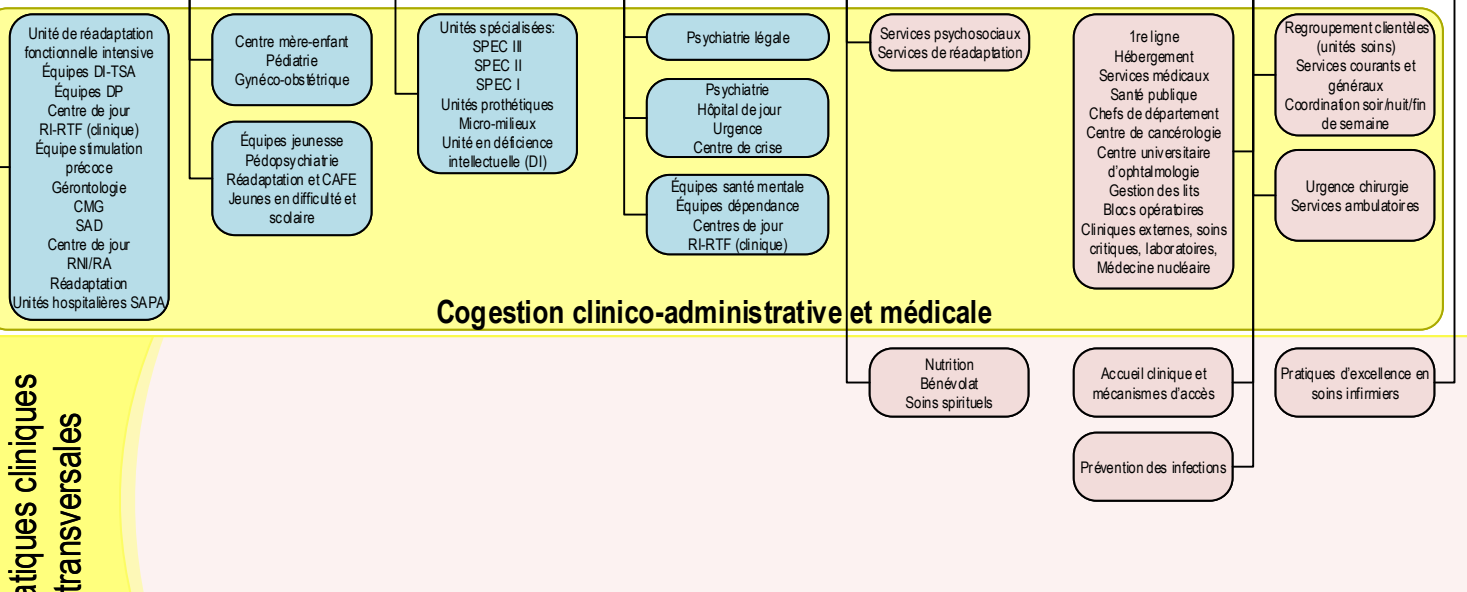 Unité de réadaptation
fonctionnelle intensive
Équipes DI-TSA
Équipes DP
Centre de jour
RI-RTF (clinique)
Équipe stimulation
précoce
Gérontologie
CMG
SAD
Centre de jour
RNI/RA
Réadaptation
Unités hospitalières SAPA
Centre mère-enfant
Pédiatrie
Gynéco-obstétrique
Équipes jeunesse
Pédopsychiatrie
Réadaptation et CAFE
Jeunes en difficulté et
scolaire
Unités spécialisées:
SPEC III
SPEC II
SPEC I
Unités prothétiques
Micro-milieux
Unité en déficience
intellectuelle (DI)
Psychiatrie légale
Psychiatrie
Hôpital de jour
Urgence
Centre de crise
Équipes santé mentale
Équipes dépendance
Centres de jour
RI-RTF (clinique)
Services psychosociaux
Services de réadaptation
1re ligne
Hébergement
Services médicaux
Santé publique
Chefs de département
Centre de cancérologie
Centre universitaire
d'ophtalmologie
Gestion des lits
Blocs opératoires
Cliniques externes, soins
critiques, laboratoires,
Médecine nucléaire
Regroupement clientèles
(unités soins)
Services courants et
généraux
Coordination soir/nuit/fin
de semaine
Urgence chirurgie
Services ambulatoires
Cogestion clinico-administrative et médicale
Nutrition
Bénévolat
Soins spirituels
Accueil clinique et
mécanismes d'accès
Pratiques d'excellence en
soins infirmiers
Prévention des infections
atiques cliniques
transversales